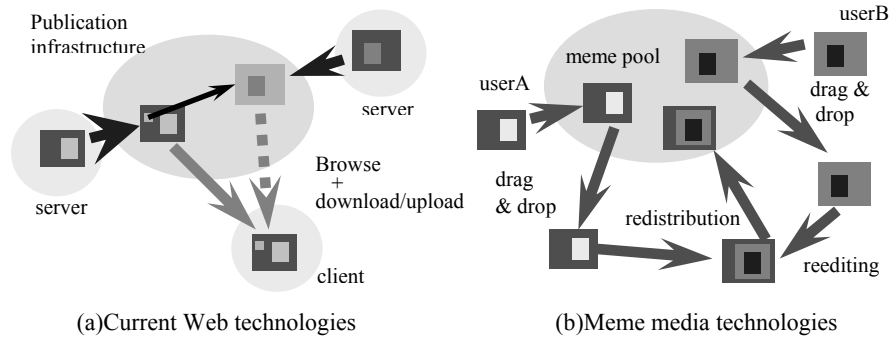 Publication
infrastructure
server
server
Browse
+
download/upload
client
(a)Current Web technologies
userB
meme pool
userA
drag &
drop
drag
& drop
redistribution
reediting
(b)Meme media technologies